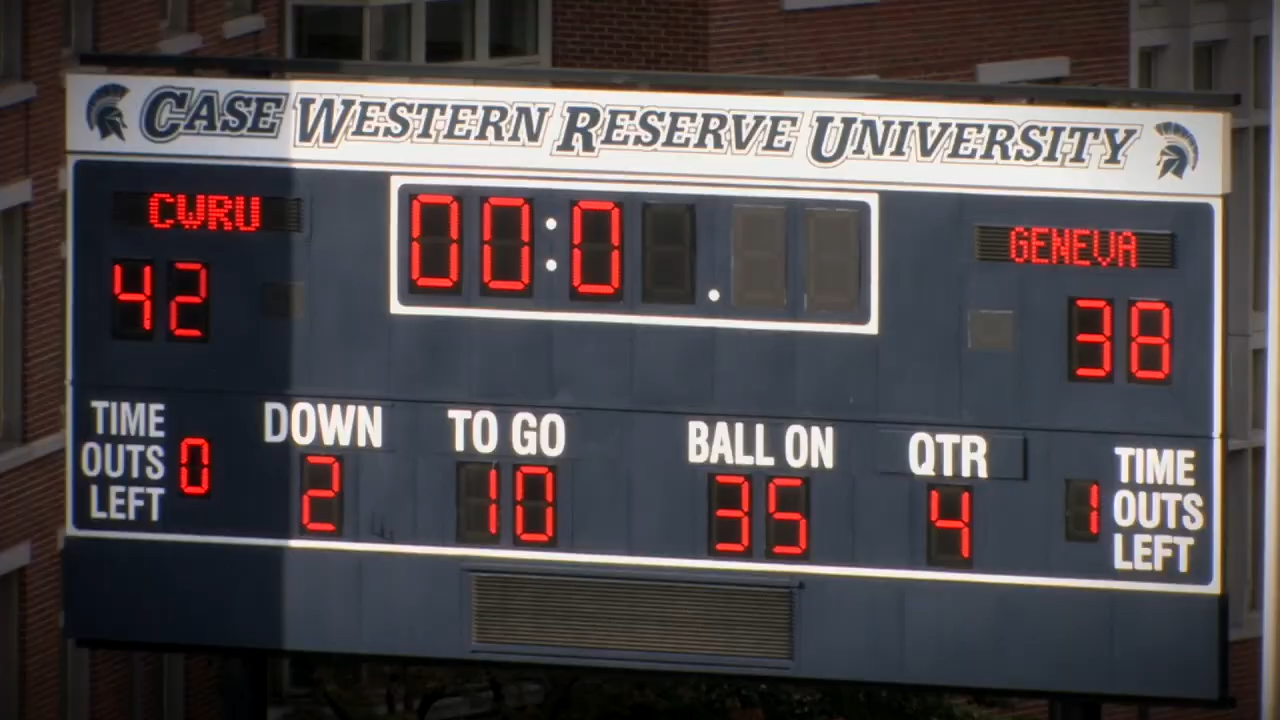 CASE WESTERN RESERVE UNIVERSITY
CWRU
00:0 .
GENEVA
42
38
TIME OUTS LEFT 0
DOWN 2
TO GO 10
BALL ON 35
QTR 4
1 TIME OUTS LEFT